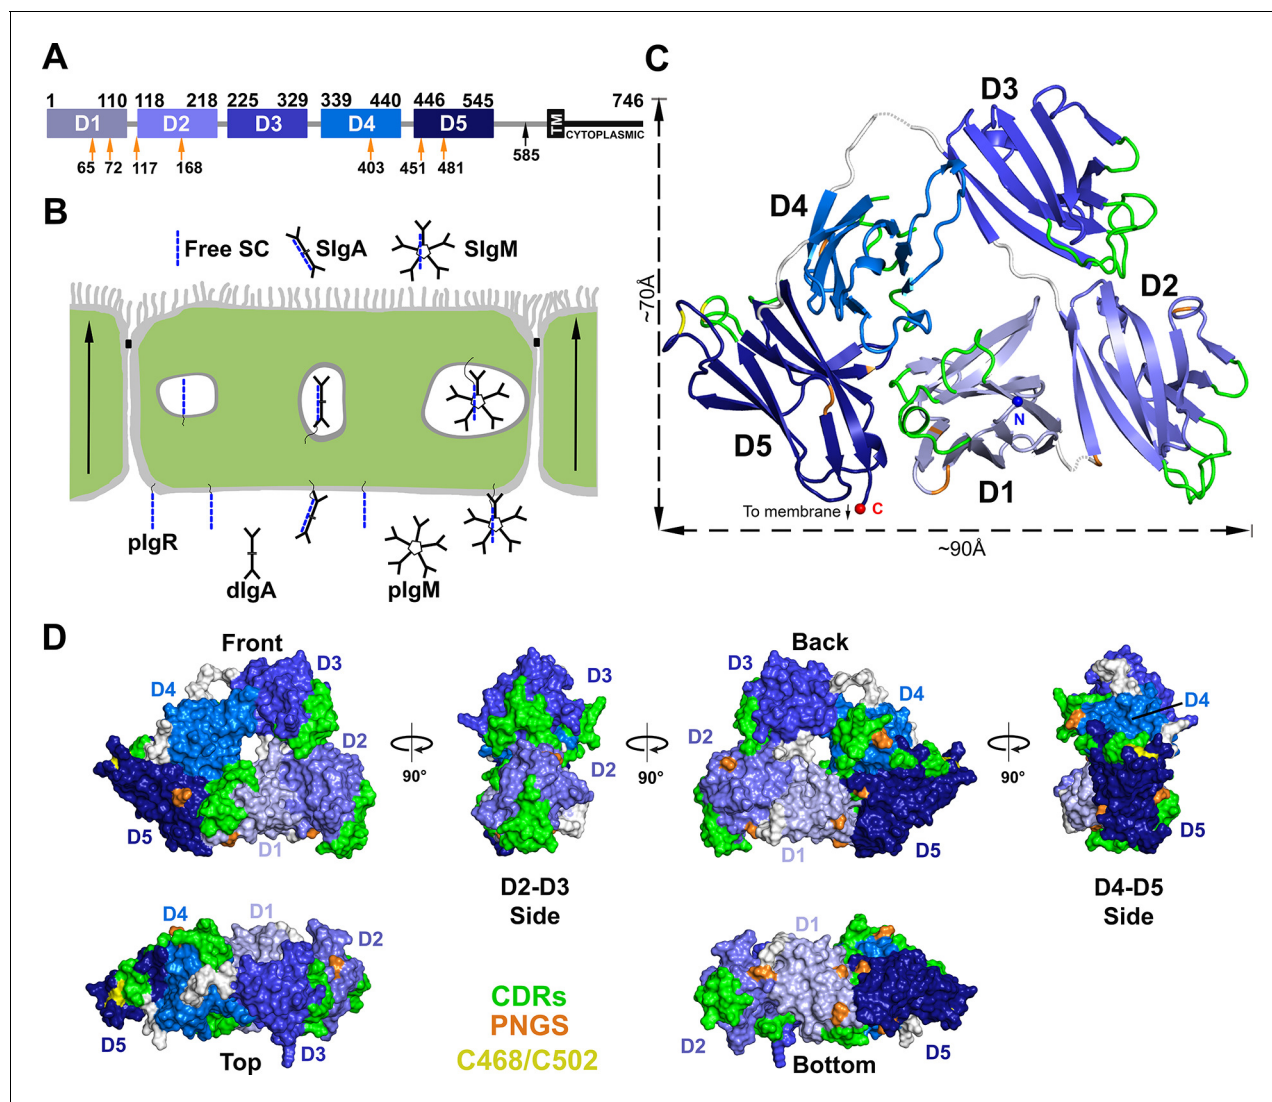 A
1 110 118 218 225 329 339 440 446 545 746
D1 D2 D3 D4 D5 TM CYTOPLASMIC
65 72 117 168 403 451 481 585
B
Free SC SIgA SIgM
pIgR
dIgA pIgM
C
D3
D4
D2
~70Å
N
D5
D1
To membrane C
~90Å
D
Front Back
D3 D3 D3
D4 D4 D4
D2 D2 D2
90° 90° 90°
D5 D1 D1 D5 D5
D2-D3
Side
D4-D5
Side
D4 D1 D1
D2
CDRs
PNGS
C468/C502
D5 D3 D2 D5
Top Bottom